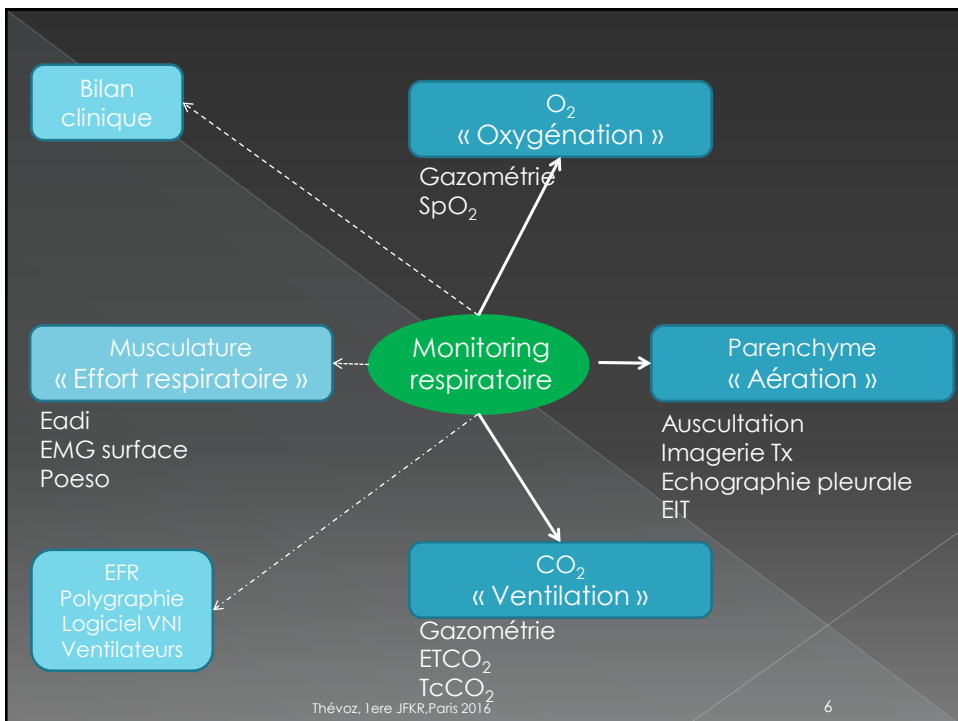 Bilan
clinique
O₂
« Oxygénation »
Gazométrie
SpO₂
Musculature
« Effort respiratoire »
Eadi
EMG surface
Poeso
Monitoring
respiratoire
Parenchyme
« Aération »
Auscultation
Imagerie Tx
Echographie pleurale
EIT
EFR
Polygraphie
Logiciel VNI
Ventilateurs
CO₂
« Ventilation »
Gazométrie
ETCO₂
TcCO₂
Thévoz, 1ere JFKR,Paris 2016
6